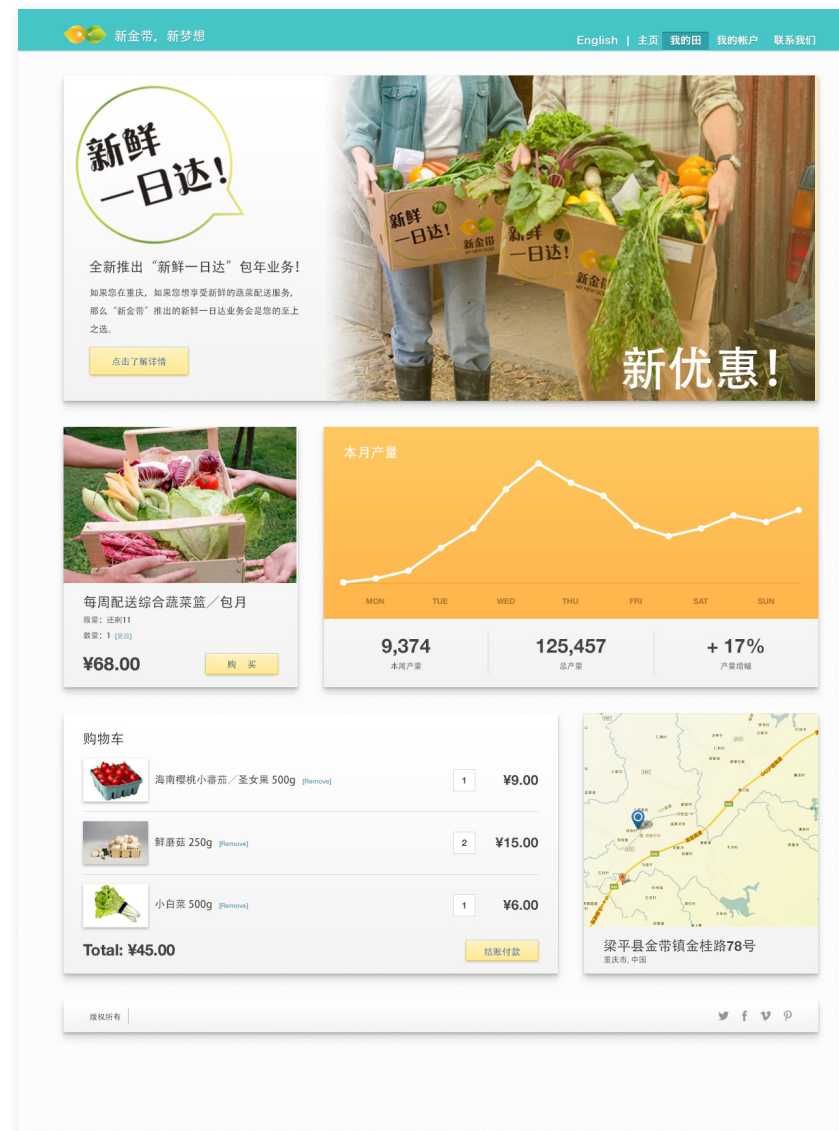 新金带，新梦想
English | 主页 我的田 我的帐户 联系我们
新鲜
一日达！
全新推出“新鲜一日达”包年业务！
如果您在重庆，如果您想享受新鲜的蔬菜配送服务，
那么“新金带”推出的新鲜一日达业务会是您的至上
之选。
点击了解详情
新鲜
一日达！
新金带
新鲜
一日达！
新金
新优惠！
每周配送综合蔬菜篮／包月
限量：还剩11
数量：1 [更改]
¥68.00
购 买
本月产量
MON TUE WED THU FRI SAT SUN
9,374
本周产量
125,457
总产量
+ 17%
产量增幅
购物车
海南樱桃小蕃茄／圣女果 500g [Remove] 1 ¥9.00
鲜蘑菇 250g [Remove] 2 ¥15.00
小白菜 500g [Remove] 1 ¥6.00
Total: ¥45.00
结账付款
梁平县金带镇金桂路78号
重庆市, 中国
版权所有